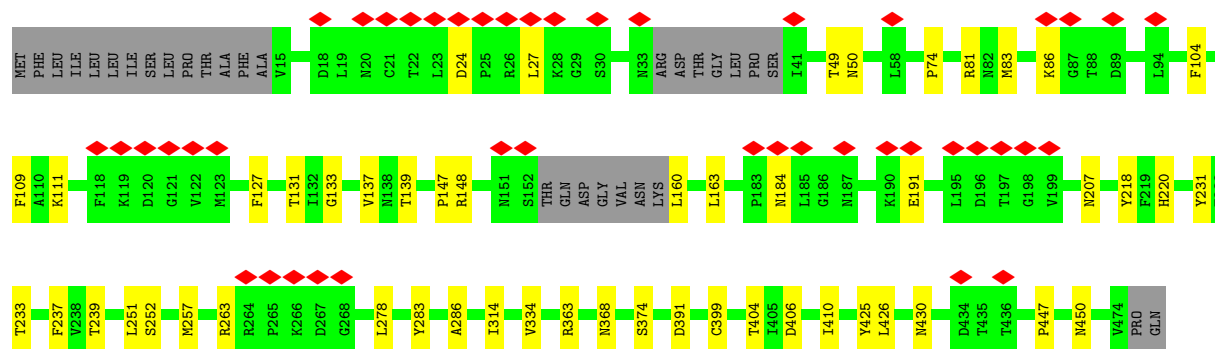 MET PHE LEU ILE LEU LEU ILE SER LEU PRO THR ALA PHE ALA V15 D18 L19 N20 C21 T22 L23 D24 P25 R26 L27 K28 G29 S30 N33 ARG ASP THR GLY LEU PRO SER I41 T49 N50 L58 P74 R81 N82 M83 K86 G87 T88 D89 L94 F104
F109 A110 K111 F118 K119 D120 G121 V122 M123 F127 T131 I132 G133 V137 N138 T139 P147 R148 N151 S152 THR GLN ASP GLY VAL ASN LYS L160 L163 P183 N184 L185 G186 N187 K190 E191 L195 D196 T197 G198 V199 N207 Y218 F219 H220 Y231
T233 F237 V238 T239 L251 S252 M257 R263 R264 P265 K266 D267 G268 L278 Y283 A286 I314 V334 R363 N368 S374 D391 C399 T404 I405 D406 I410 Y425 L426 N430 D434 T435 T436 P447 N450 V474 PRO GLN